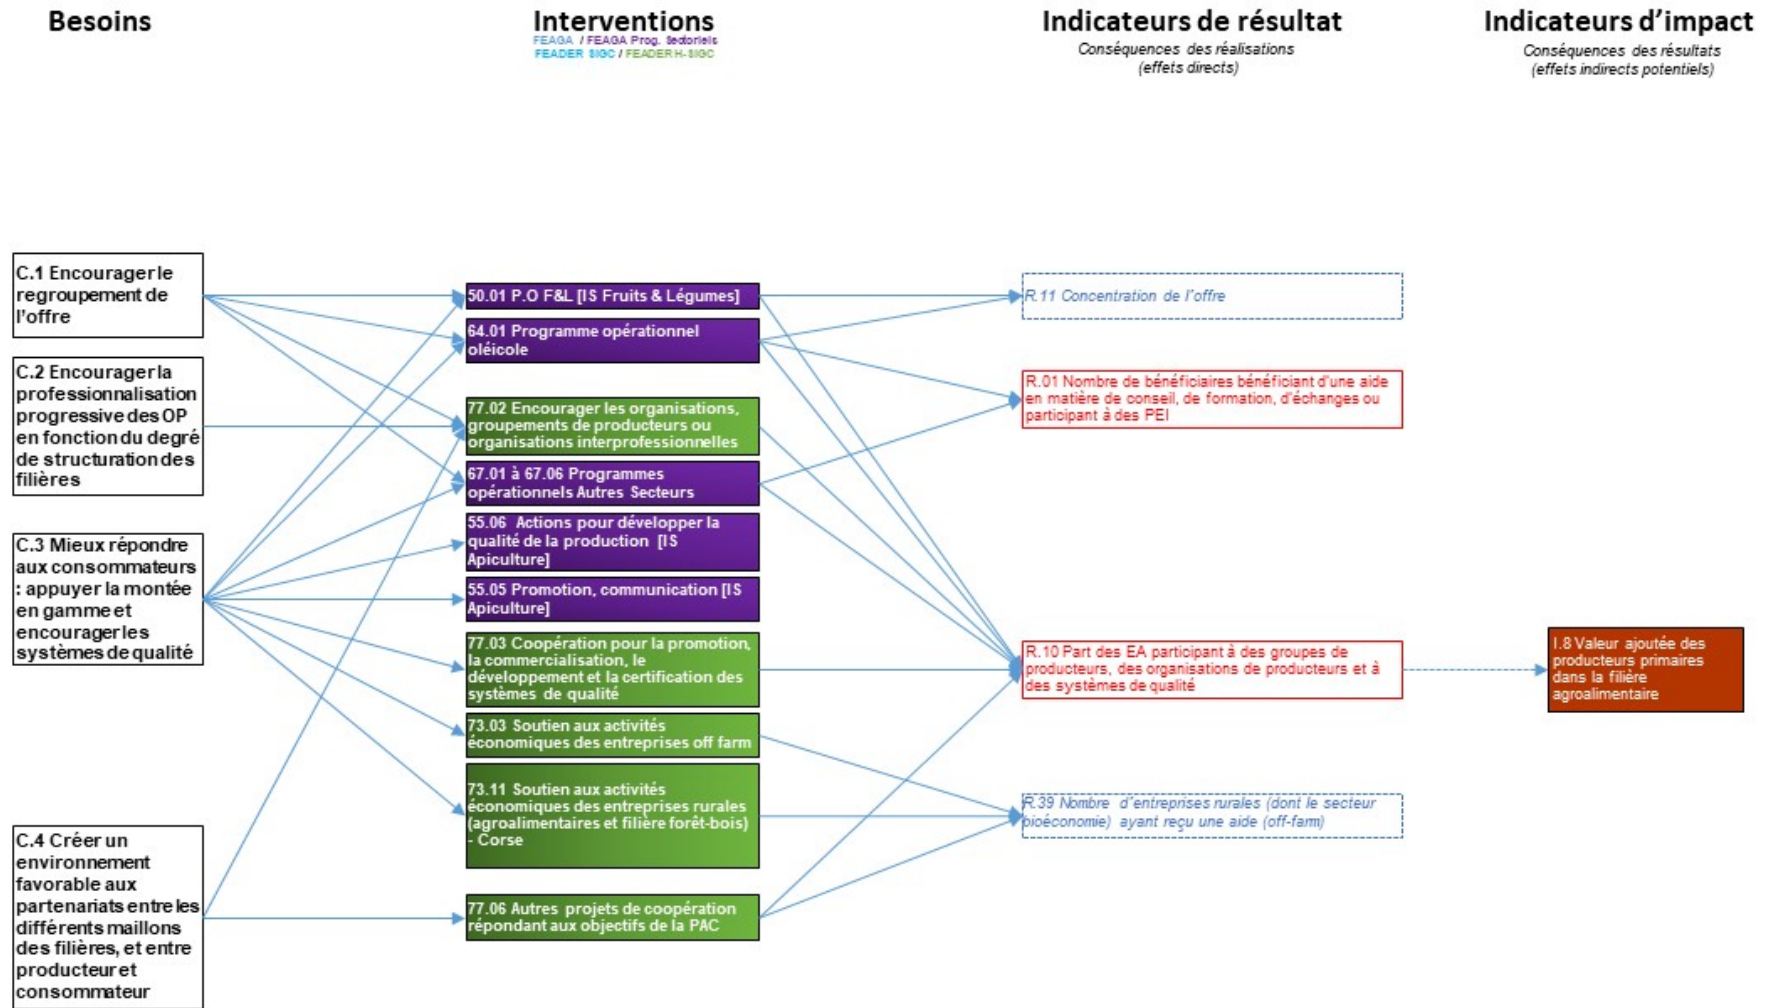 Besoins
Interventions
FEAGA / FEAGA Prog. Sectoriels
FEADER SIGC / FEADER H-SIGC
Indicateurs de résultat
Conséquences des réalisations
(effets directs)
Indicateurs d'impact
Conséquences des résultats
(effets indirects potentiels)
C.1 Encourager le
regroupement de
l'offre
C.2 Encourager la
professionnalisation
progressive des OP
en fonction du degré
de structuration des
filières
C.3 Mieux répondre
aux consommateurs
: appuyer la montée
en gamme et
encourager les
systèmes de qualité
C.4 Créer un
environnement
favorable aux
partenariats entre les
différents maillons
des filières, et entre
producteur et
consommateur
50.01 P.O F&L [IS Fruits & Légumes]
64.01 Programme opérationnel
oléicole
77.02 Encourager les organisations,
groupements de producteurs ou
organisations interprofessionnelles
67.01 à 67.06 Programmes
opérationnels Autres Secteurs
55.06 Actions pour développer la
qualité de la production [IS
Apiculture]
55.05 Promotion, communication [IS
Apiculture]
77.03 Coopération pour la promotion,
la commercialisation, le
développement et la certification des
systèmes de qualité
73.03 Soutien aux activités
économiques des entreprises off farm
73.11 Soutien aux activités
économiques des entreprises rurales
(agroalimentaires et filière forêt-bois)
- Corse
77.06 Autres projets de coopération
répondant aux objectifs de la PAC
R.11 Concentration de l'offre
R.01 Nombre de bénéficiaires bénéficiant d'une aide
en matière de conseil, de formation, d'échanges ou
participant à des PEI
R.10 Part des EA participant à des groupes de
producteurs, des organisations de producteurs et à
des systèmes de qualité
R.39 Nombre d'entreprises rurales (dont le secteur
bioéconomie) ayant reçu une aide (off-farm)
I.8 Valeur ajoutée des
producteurs primaires
dans la filière
agroalimentaire